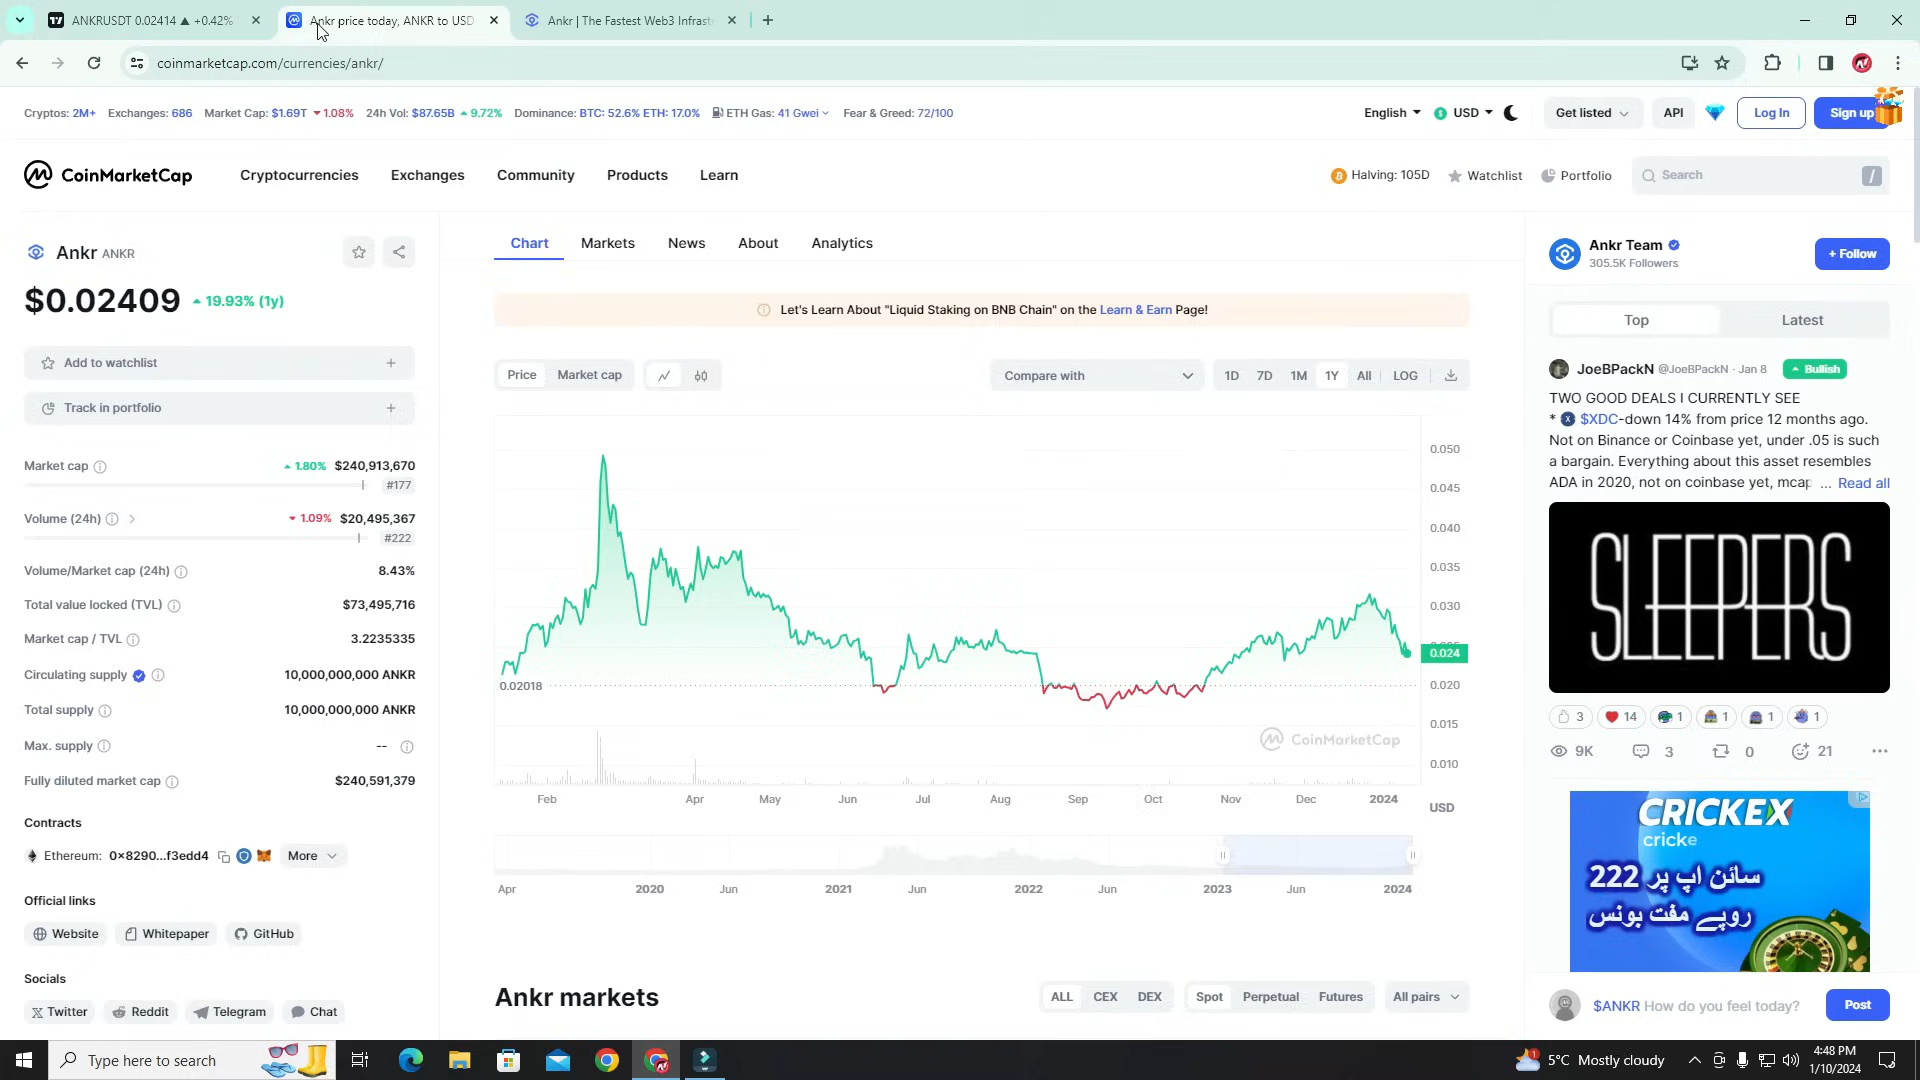 ANKRUSDT 0.02414 ▲ +0.42%
Ankr price today, ANKR to USD
Ankr | The Fastest Web3 Infrast
coinmarketcap.com/currencies/ankr/
Cryptos: 2M+ Exchanges: 686 Market Cap: $1.69T 1.08% 24h Vol: $87.65B 9.72% Dominance: BTC: 52.6% ETH: 17.0% ETH Gas: 41 Gwei Fear & Greed: 72/100
English USD Get listed API Log In Sign up
CoinMarketCap Cryptocurrencies Exchanges Community Products Learn
Halving: 105D Watchlist Portfolio Search /
Ankr ANKR
$0.02409 19.93% (1y)
Add to watchlist +
Track in portfolio +
Market cap 1.80% $240,913,670
#177
Volume (24h) 1.09% $20,495,367
#222
Volume/Market cap (24h) 8.43%
Total value locked (TVL) $73,495,716
Market cap / TVL 3.2235335
Circulating supply 10,000,000,000 ANKR
Total supply 10,000,000,000 ANKR
Max. supply --
Fully diluted market cap $240,591,379
Contracts
Ethereum: 0x8290...f3edd4 More
Official links
Website Whitepaper GitHub
Socials
Twitter Reddit Telegram Chat
Chart Markets News About Analytics
Let's Learn About "Liquid Staking on BNB Chain" on the Learn & Earn Page!
Price Market cap Compare with 1D 7D 1M 1Y All LOG
0.050
0.045
0.040
0.035
0.030
0.024
0.020
0.015
0.010
0.02018
CoinMarketCap
Feb Apr May Jun Jul Aug Sep Oct Nov Dec 2024 USD
Apr 2020 Jun 2021 Jun 2022 Jun 2023 Jun 2024
Ankr markets ALL CEX DEX Spot Perpetual Futures All pairs
Ankr Team
305.5K Followers
+ Follow
Top Latest
JoeBPackN @JoeBPackN · Jan 8 Bullish
TWO GOOD DEALS I CURRENTLY SEE
* $XDC-down 14% from price 12 months ago.
Not on Binance or Coinbase yet, under .05 is such
a bargain. Everything about this asset resembles
ADA in 2020, not on coinbase yet, mcap ... Read all
SLEEPERS
3 14 1 1 1 1
9K 3 0 21
CRICKEX
cricke
سائن اپ پر 222
روپے مفت بونس
$ANKR How do you feel today? Post
Type here to search
5°C Mostly cloudy
4:48 PM
1/10/2024